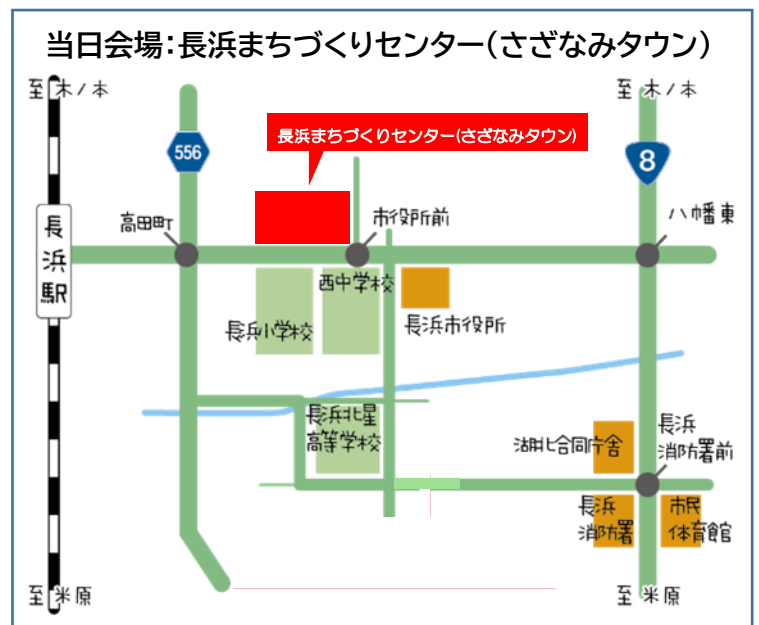 当日会場：長浜まちづくりセンター（さざなみタウン）
至木ノ本
至木ノ本
556
長浜まちづくりセンター(さざなみタウン)
8
長浜駅
高田町
市役所前
八幡東
西中学校
長浜小学校
長浜市役所
長浜北星
高等学校
湖北合同庁舎
長浜
消防署前
長浜
消防署
市民
体育館
至米原
至米原